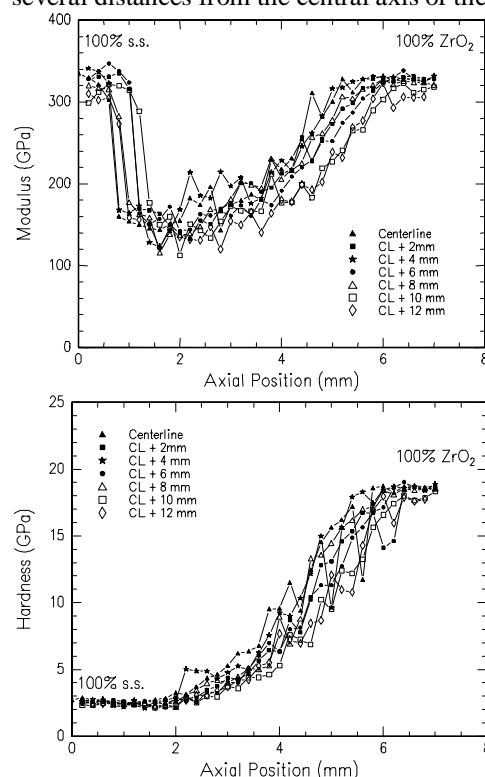 several distances from the central axis of the
400
100% s.s.
100% ZrO₂
300
200
100
0
Modulus (GPa)
Centerline
CL + 2mm
CL + 4 mm
CL + 6 mm
CL + 8 mm
CL + 10 mm
CL + 12 mm
0 2 4 6 8
Axial Position (mm)
25
20
15
10
5
0
Hardness (GPa)
Centerline
CL + 2mm
CL + 4 mm
CL + 6 mm
CL + 8 mm
CL + 10 mm
CL + 12 mm
100% ZrO₂
100% s.s.
0 2 4 6 8
Axial Position (mm)